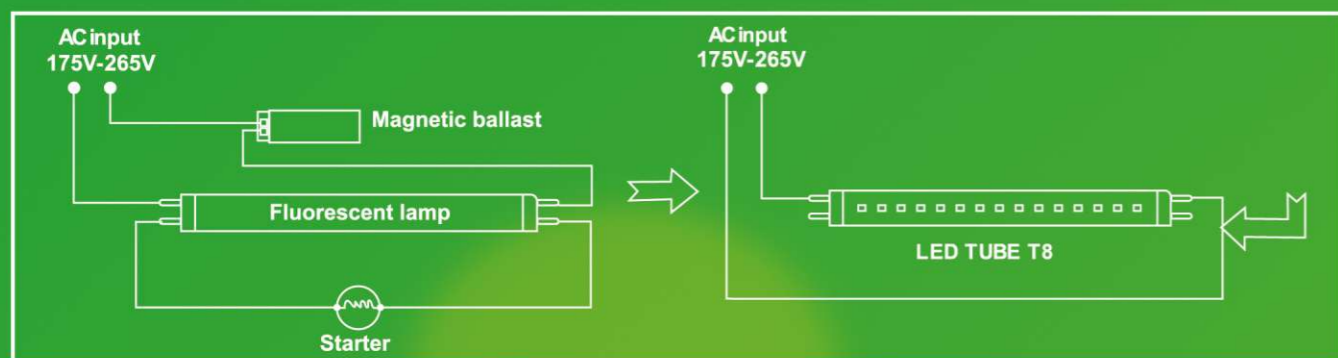 AC input
175V-265V
Magnetic ballast
Fluorescent lamp
Starter
AC input
175V-265V
LED TUBE T8